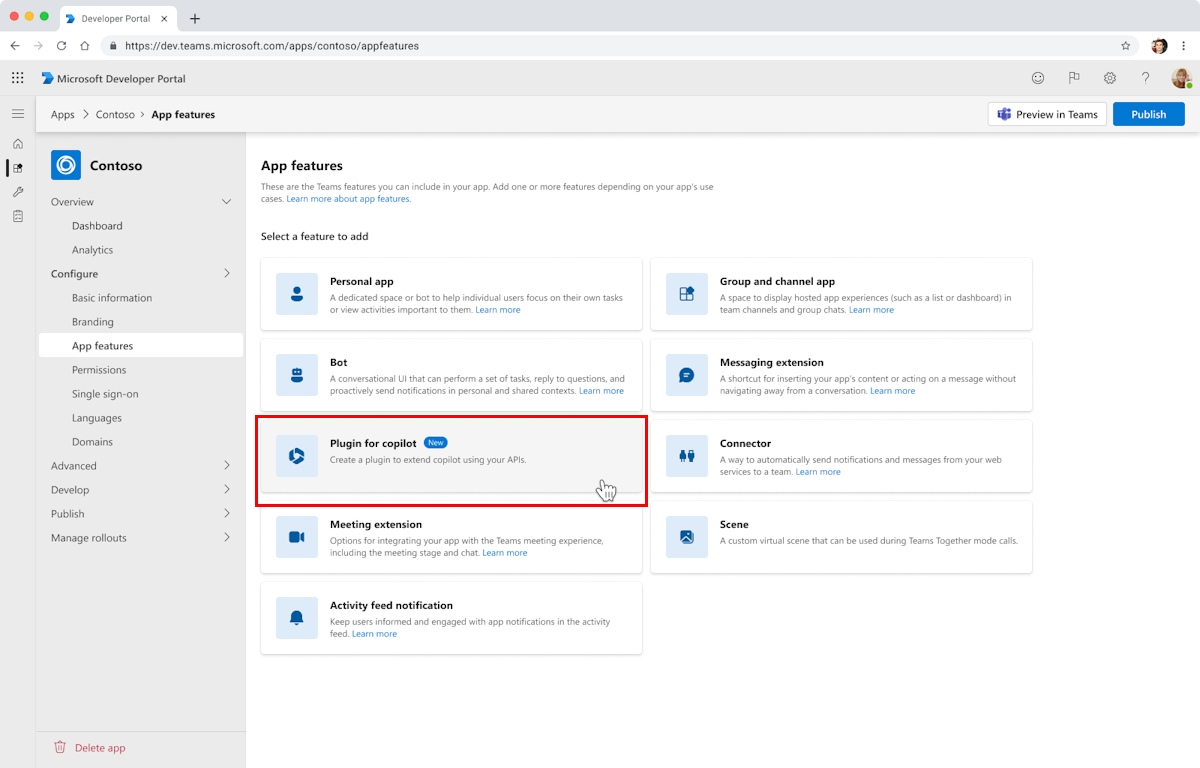 Developer Portal
https://dev.teams.microsoft.com/apps/contoso/appfeatures
Microsoft Developer Portal
Apps
Contoso
App features
Preview in Teams
Publish
Contoso
Overview
Dashboard
Analytics
Configure
Basic information
Branding
App features
Permissions
Single sign-on
Languages
Domains
Advanced
Develop
Publish
Manage rollouts
Delete app
App features
These are the Teams features you can include in your app. Add one or more features depending on your app's use
cases. Learn more about app features.
Select a feature to add
Personal app
A dedicated space or bot to help individual users focus on their own tasks
or view activities important to them. Learn more
Group and channel app
A space to display hosted app experiences (such as a list or dashboard) in
team channels and group chats. Learn more
Bot
A conversational UI that can perform a set of tasks, reply to questions, and
proactively send notifications in personal and shared contexts. Learn more
Messaging extension
A shortcut for inserting your app's content or acting on a message without
navigating away from a conversation. Learn more
Plugin for copilot New
Create a plugin to extend copilot using your APIs.
Connector
A way to automatically send notifications and messages from your web
services to a team. Learn more
Meeting extension
Options for integrating your app with the Teams meeting experience,
including the meeting stage and chat. Learn more
Scene
A custom virtual scene that can be used during Teams Together mode calls.
Activity feed notification
Keep users informed and engaged with app notifications in the activity
feed. Learn more